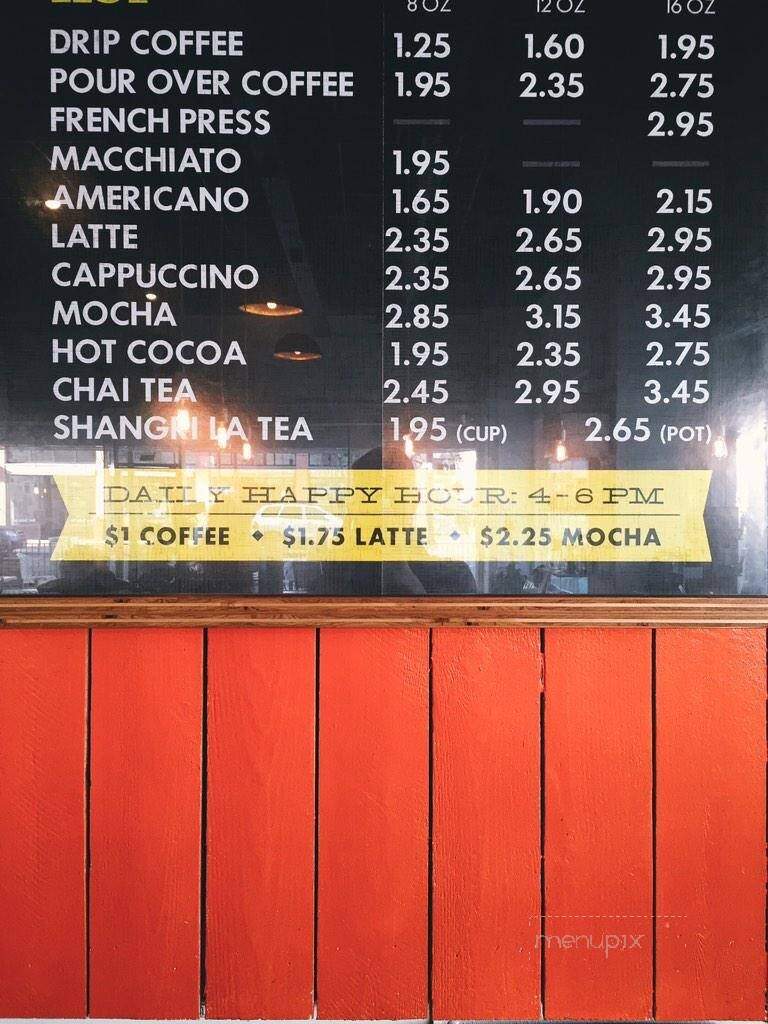 HOT
8 OZ 12 OZ 16 OZ
DRIP COFFEE 1.25 1.60 1.95
POUR OVER COFFEE 1.95 2.35 2.75
FRENCH PRESS — — 2.95
MACCHIATO 1.95 — —
AMERICANO 1.65 1.90 2.15
LATTE 2.35 2.65 2.95
CAPPUCCINO 2.35 2.65 2.95
MOCHA 2.85 3.15 3.45
HOT COCOA 1.95 2.35 2.75
CHAI TEA 2.45 2.95 3.45
SHANGRI LA TEA 1.95 (CUP) 2.65 (POT)
DAILY HAPPY HOUR: 4-6 PM
$1 COFFEE ◆ $1.75 LATTE ◆ $2.25 MOCHA
menupix